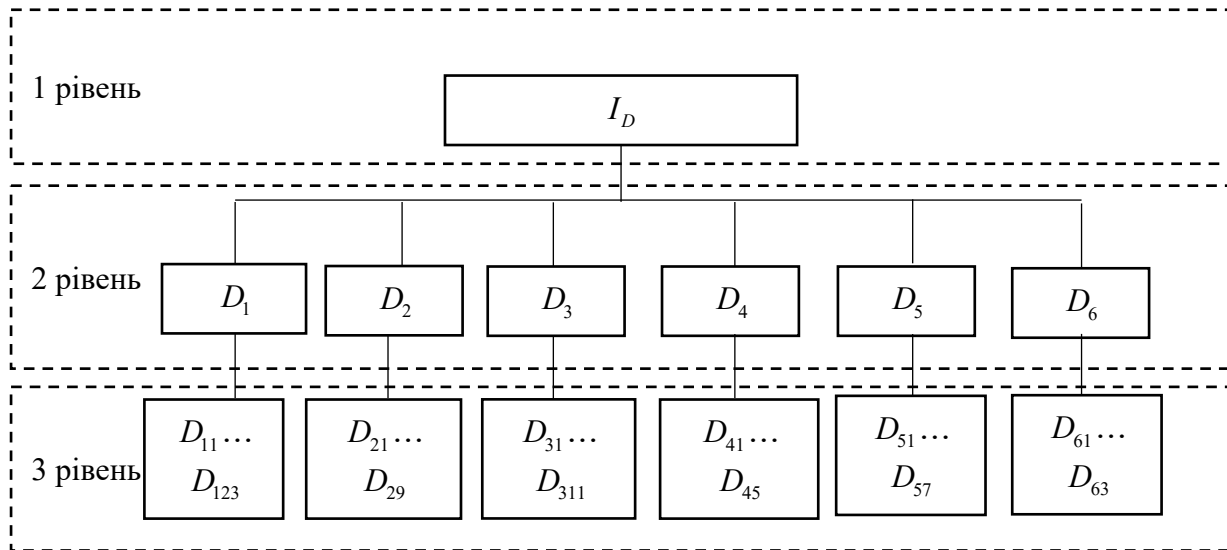 1 рівень
I_D
2 рівень
D_1 D_2 D_3 D_4 D_5 D_6
3 рівень
D_11… D_21… D_31… D_41… D_51… D_61…
D_123 D_29 D_311 D_45 D_57 D_63